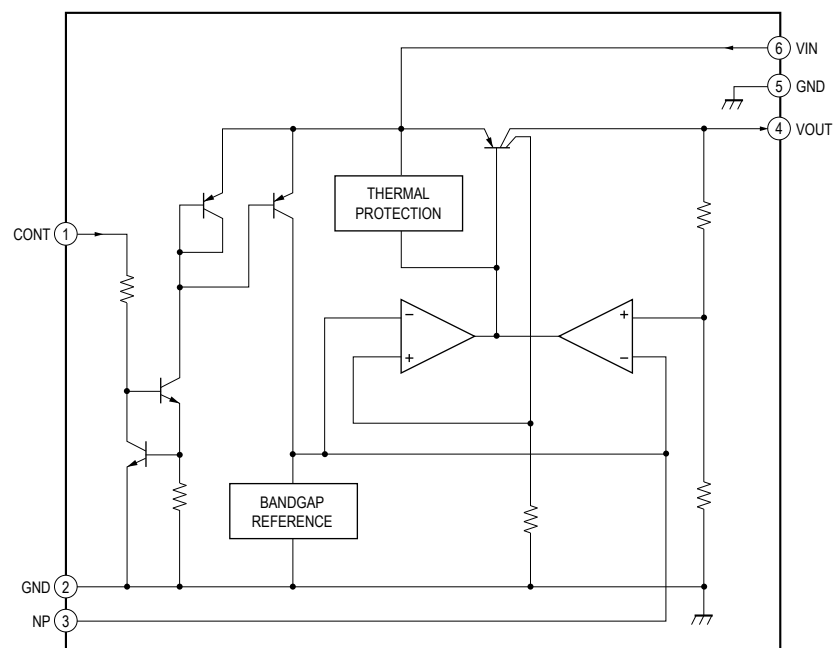 6 VIN
5 GND
4 VOUT
THERMAL
PROTECTION
CONT 1
− +
+ −
BANDGAP
REFERENCE
GND 2
NP 3